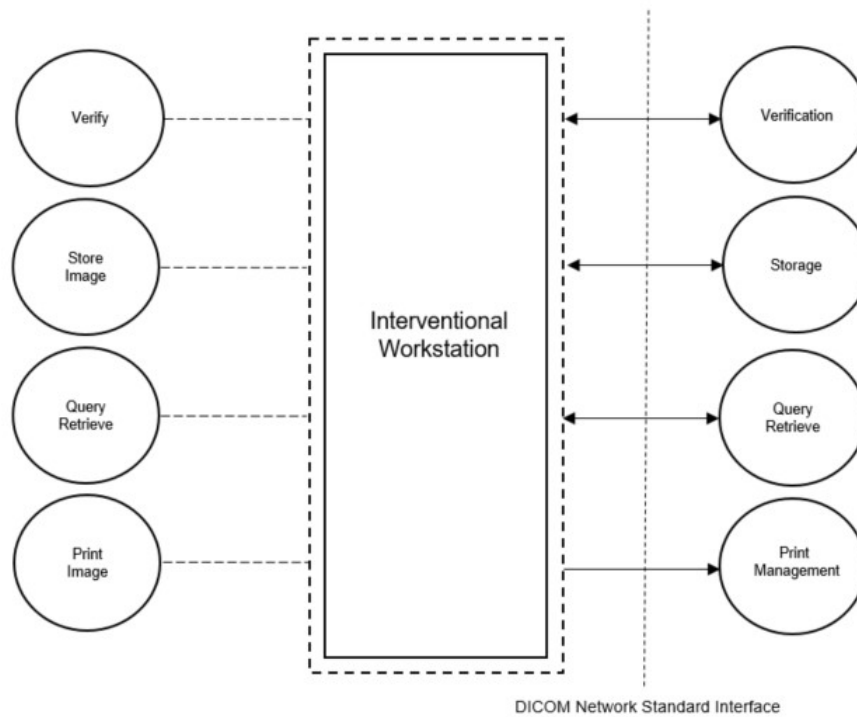 Verify
Verification
Store
Image
Storage
Interventional
Workstation
Query
Retrieve
Query
Retrieve
Print
Image
Print
Management
DICOM Network Standard Interface